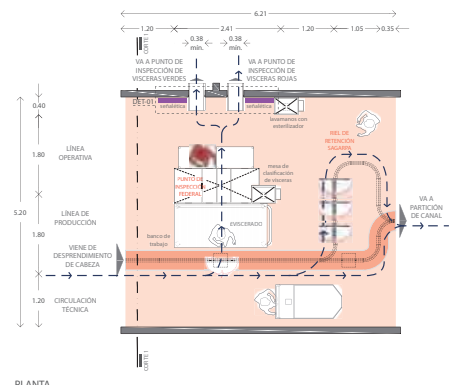 6.21
1.20
2.41
1.20
1.05
0.35
0.38
mín.
0.38
mín.
CORTE 1
VA A PUNTO DE
INSPECCIÓN DE
VISCERAS VERDES
VA A PUNTO DE
INSPECCIÓN DE
VISCERAS ROJAS
DET-01
señalética
señalética
lavamanos con
esterilizador
0.40
LÍNEA
OPERATIVA
1.80
5.20
RIEL DE
RETENCIÓN
SAGARPA
mesa de
clasificación
de vísceras
PUNTO DE
INSPECCIÓN
FEDERAL
VA A
PARTICIÓN
DE CANAL
LÍNEA DE
PRODUCCIÓN
1.80
EVISCERADO
banco de
trabajo
VIENE DE
DESPRENDIMIENTO
DE CABEZA
1.20
CIRCULACIÓN
TÉCNICA
CORTE 1
PLANTA